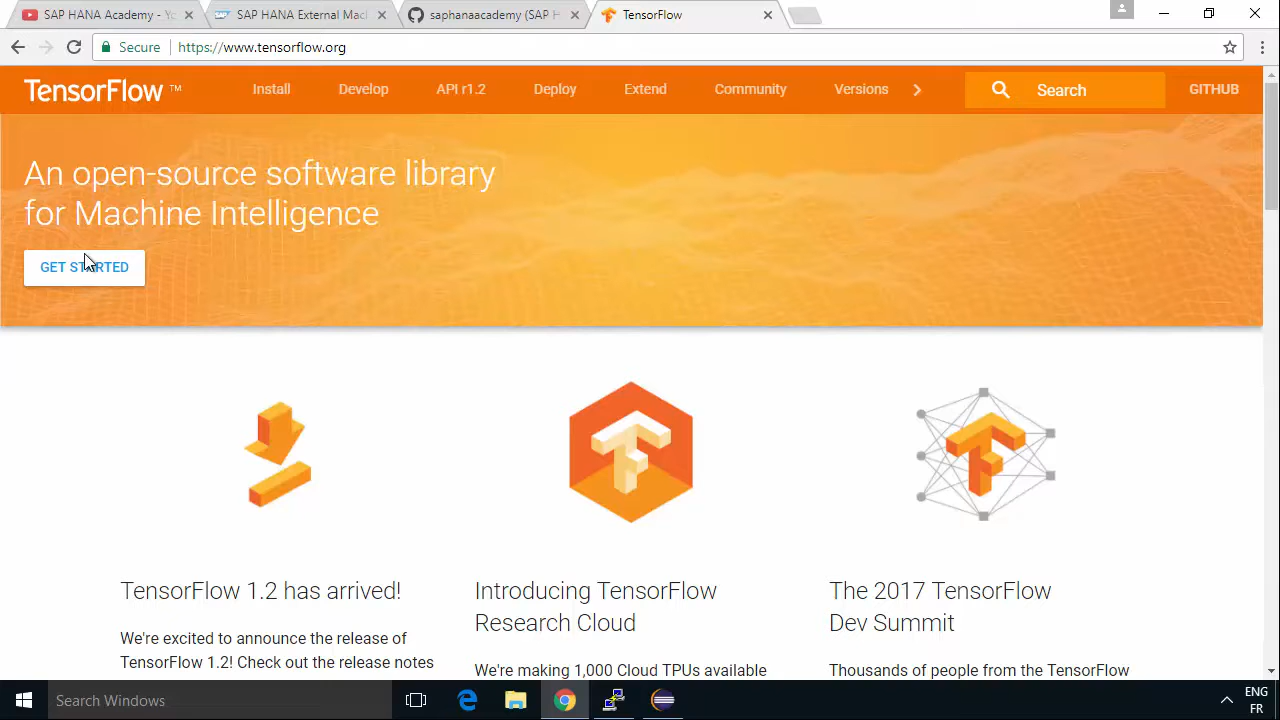 SAP HANA Academy - Yo
SAP HANA External Mac
saphanaacademy (SAP H
TensorFlow
Secure
https://www.tensorflow.org
TensorFlow™
Install
Develop
API r1.2
Deploy
Extend
Community
Versions
Search
GITHUB
An open-source software library
for Machine Intelligence
GET STARTED
TensorFlow 1.2 has arrived!
We're excited to announce the release of
TensorFlow 1.2! Check out the release notes
Introducing TensorFlow
Research Cloud
We're making 1,000 Cloud TPUs available
The 2017 TensorFlow
Dev Summit
Thousands of people from the TensorFlow
Search Windows
ENG
FR